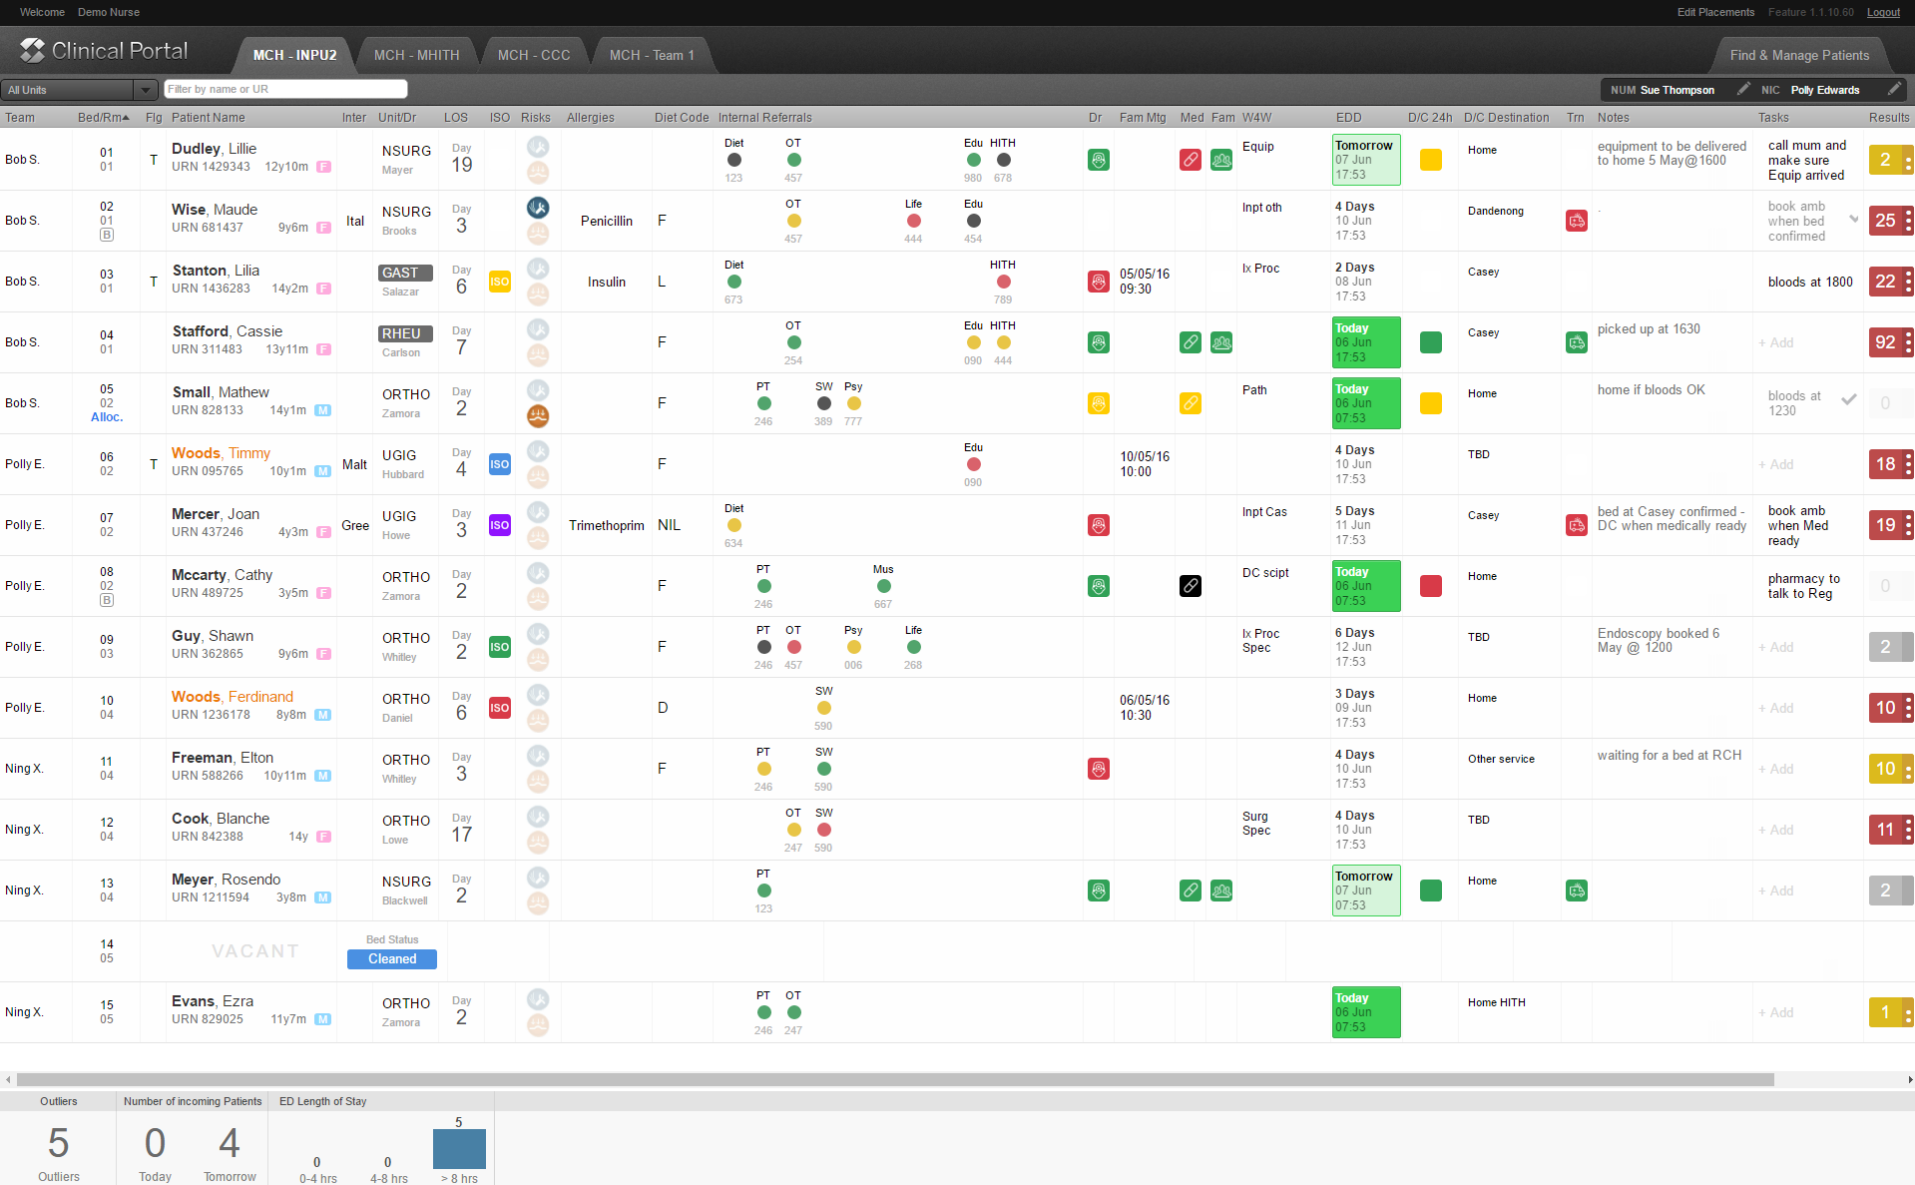 Welcome Demo Nurse Edit Placements Feature 1.1.10.60 Logout
Clinical Portal MCH - INPU2 MCH - MHITH MCH - CCC MCH - Team 1 Find & Manage Patients
All Units Filter by name or UR NUM Sue Thompson NIC Polly Edwards
Team Bed/Rm Flg Patient Name Inter Unit/Dr LOS ISO Risks Allergies Diet Code Internal Referrals Dr Fam Mtg Med Fam W4W EDD D/C 24h D/C Destination Trn Notes Tasks Results
Diet OT Edu HITH Tomorrow call mum and
01 Dudley, Lillie NSURG Day Equip 07 Jun Home equipment to be delivered make sure
Bob S. 01 T URN 1429343 12y10m F Mayer 19 123 457 980 678 17:53 to home 5 May@1600 Equip arrived 2
02 Wise, Maude NSURG Day OT Life Edu Inpt oth 4 Days Dandenong . book amb
Bob S. 01 URN 681437 9y6m F Ital Brooks 3 Penicillin F 10 Jun when bed 25
B 457 444 454 17:53 confirmed
03 Stanton, Lilia GAST Day Diet HITH 05/05/16 Ix Proc 2 Days Casey
Bob S. 01 T URN 1436283 14y2m F Salazar 6 ISO Insulin L 09:30 08 Jun bloods at 1800 22
673 789 17:53
04 Stafford, Cassie RHEU Day OT Edu HITH Today Casey picked up at 1630
Bob S. 01 URN 311483 13y11m F Carlson 7 F 06 Jun + Add 92
254 090 444 17:53
05 Small, Mathew ORTHO Day PT SW Psy Path Today Home home if bloods OK bloods at
Bob S. 02 URN 828133 14y1m M Zamora 2 F 06 Jun 1230 0
Alloc. 246 389 777 07:53
06 Woods, Timmy UGIG Day Edu 10/05/16 4 Days TBD
Polly E. 02 T URN 095765 10y1m M Malt Hubbard 4 ISO F 10:00 10 Jun + Add 18
090 17:53
07 Mercer, Joan UGIG Day Diet Inpt Cas 5 Days Casey bed at Casey confirmed - book amb
Polly E. 02 URN 437246 4y3m F Gree Howe 3 ISO Trimethoprim NIL 11 Jun DC when medically ready when Med 19
634 17:53 ready
08 Mccarty, Cathy ORTHO Day PT Mus DC scipt Today Home pharmacy to
Polly E. 02 URN 489725 3y5m F Zamora 2 F 06 Jun talk to Reg 0
B 246 667 07:53
09 Guy, Shawn ORTHO Day PT OT Psy Life Ix Proc 6 Days TBD Endoscopy booked 6
Polly E. 03 URN 362865 9y6m F Whitley 2 ISO F Spec 12 Jun May @ 1200 + Add 2
246 457 006 268 17:53
10 Woods, Ferdinand ORTHO Day SW 06/05/16 3 Days Home
Polly E. 04 URN 1236178 8y8m M Daniel 6 ISO D 10:30 09 Jun + Add 10
590 17:53
11 Freeman, Elton ORTHO Day PT SW 4 Days Other service waiting for a bed at RCH
Ning X. 04 URN 588266 10y11m M Whitley 3 F 10 Jun 10
+ Add
246 590 17:53
12 Cook, Blanche ORTHO Day OT SW Surg 4 Days TBD
Ning X. 04 URN 842388 14y F Lowe 17 Spec 10 Jun + Add 11
247 590 17:53
13 Meyer, Rosendo NSURG Day PT Tomorrow Home
Ning X. 04 URN 1211594 3y8m M Blackwell 2 07 Jun + Add 2
123 07:53
14 VACANT Bed Status
05 Cleaned
15 Evans, Ezra ORTHO Day PT OT Today Home HITH
Ning X. 05 URN 829025 11y7m M Zamora 2 06 Jun + Add 1
246 247 07:53
Outliers Number of incoming Patients ED Length of Stay
5 0 4 0 0 5
Outliers Today Tomorrow 0-4 hrs 4-8 hrs > 8 hrs